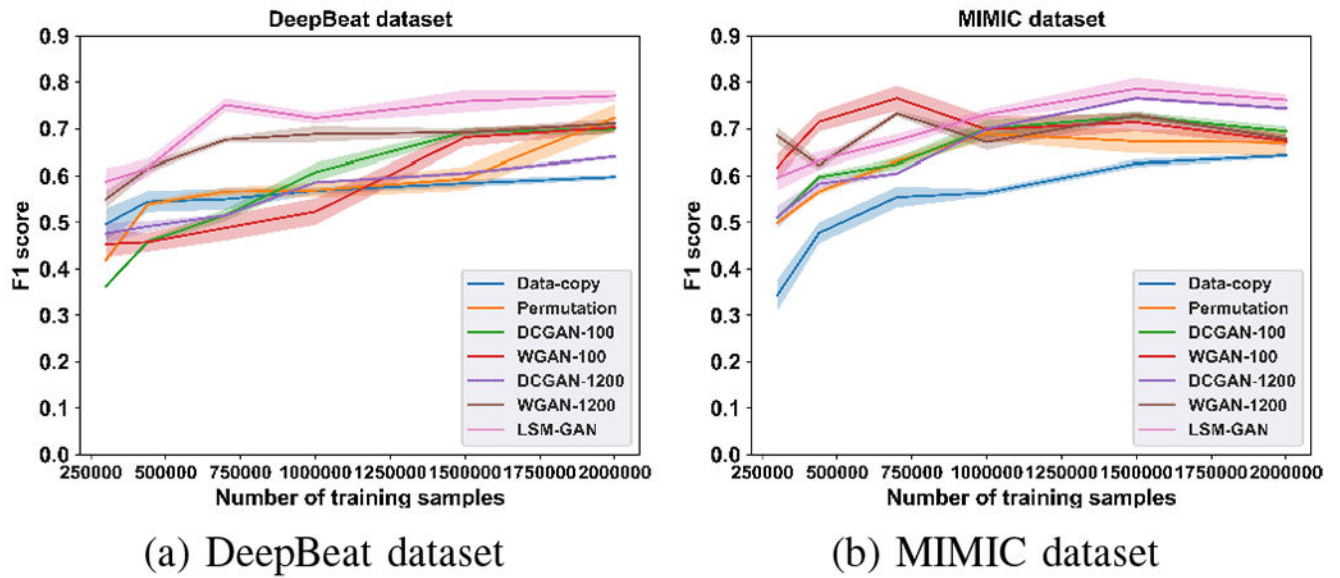 DeepBeat dataset
F1 score
0.9
0.8
0.7
0.6
0.5
0.4
0.3
0.2
0.1
0.0
Data-copy
Permutation
DCGAN-100
WGAN-100
DCGAN-1200
WGAN-1200
LSM-GAN
250000 500000 750000 1000000 1250000 1500000 1750000 2000000
Number of training samples
(a) DeepBeat dataset
MIMIC dataset
F1 score
0.9
0.8
0.7
0.6
0.5
0.4
0.3
0.2
0.1
0.0
Data-copy
Permutation
DCGAN-100
WGAN-100
DCGAN-1200
WGAN-1200
LSM-GAN
250000 500000 750000 1000000 1250000 1500000 1750000 2000000
Number of training samples
(b) MIMIC dataset